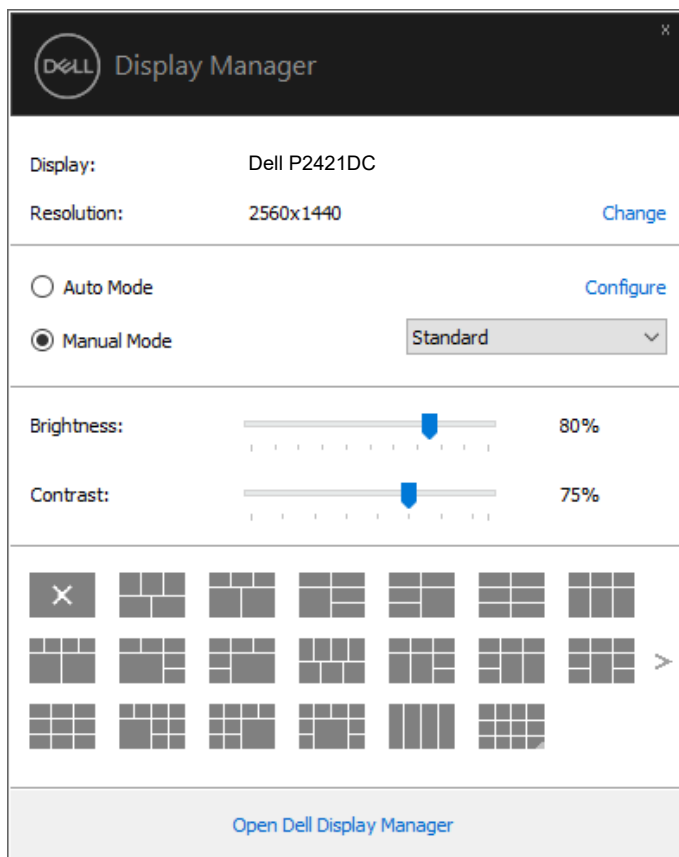 x
DELL Display Manager
Display: Dell P2421DC
Resolution: 2560x1440 Change
Auto Mode Configure
Manual Mode Standard
Brightness: 80%
Contrast: 75%
>
Open Dell Display Manager